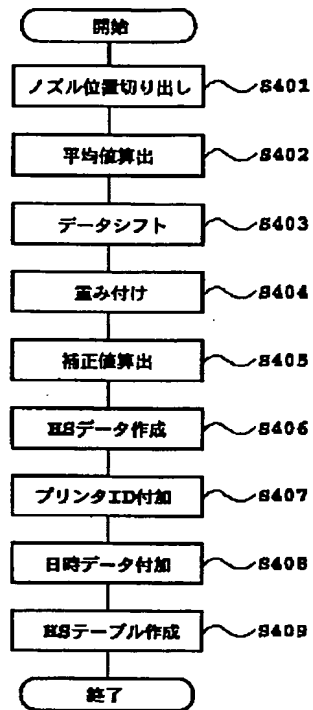 開始
ノズル位置切り出し S401
平均値算出 S402
データシフト S403
重み付け S404
補正値算出 S405
HSデータ作成 S406
プリンタID付加 S407
日時データ付加 S408
HSテーブル作成 S409
終了